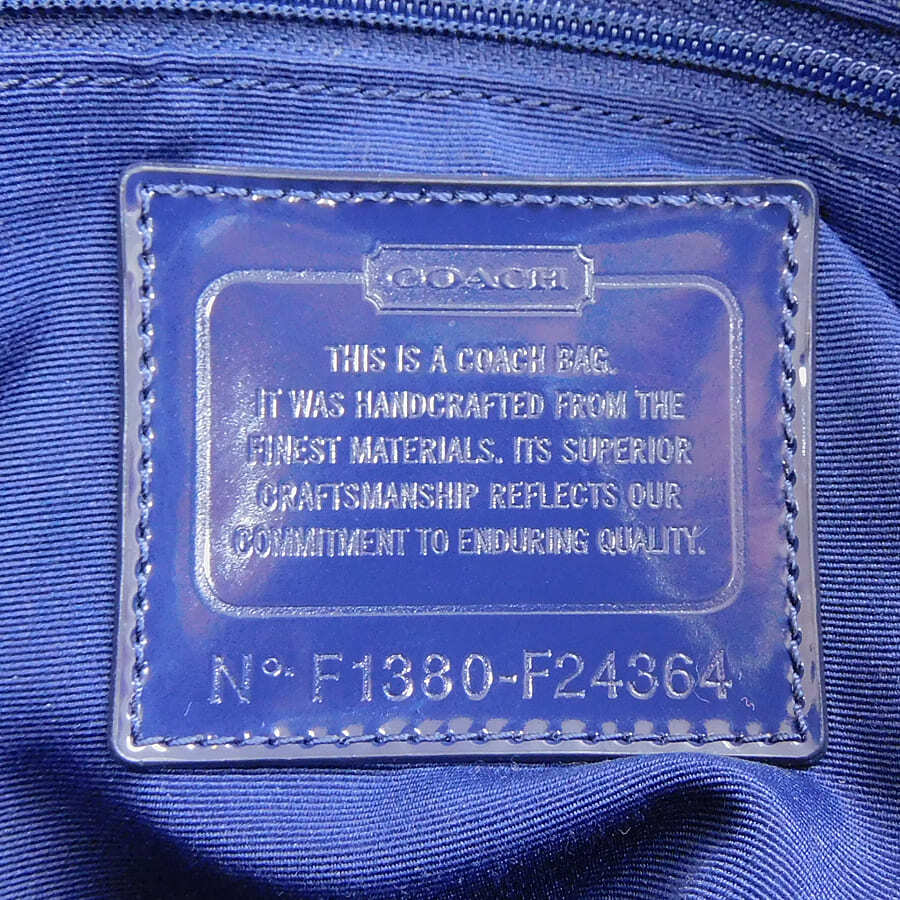 COACH
THIS IS A COACH BAG.
IT WAS HANDCRAFTED FROM THE
FINEST MATERIALS. ITS SUPERIOR
CRAFTSMANSHIP REFLECTS OUR
COMMITMENT TO ENDURING QUALITY.
Nº F1380-F24364